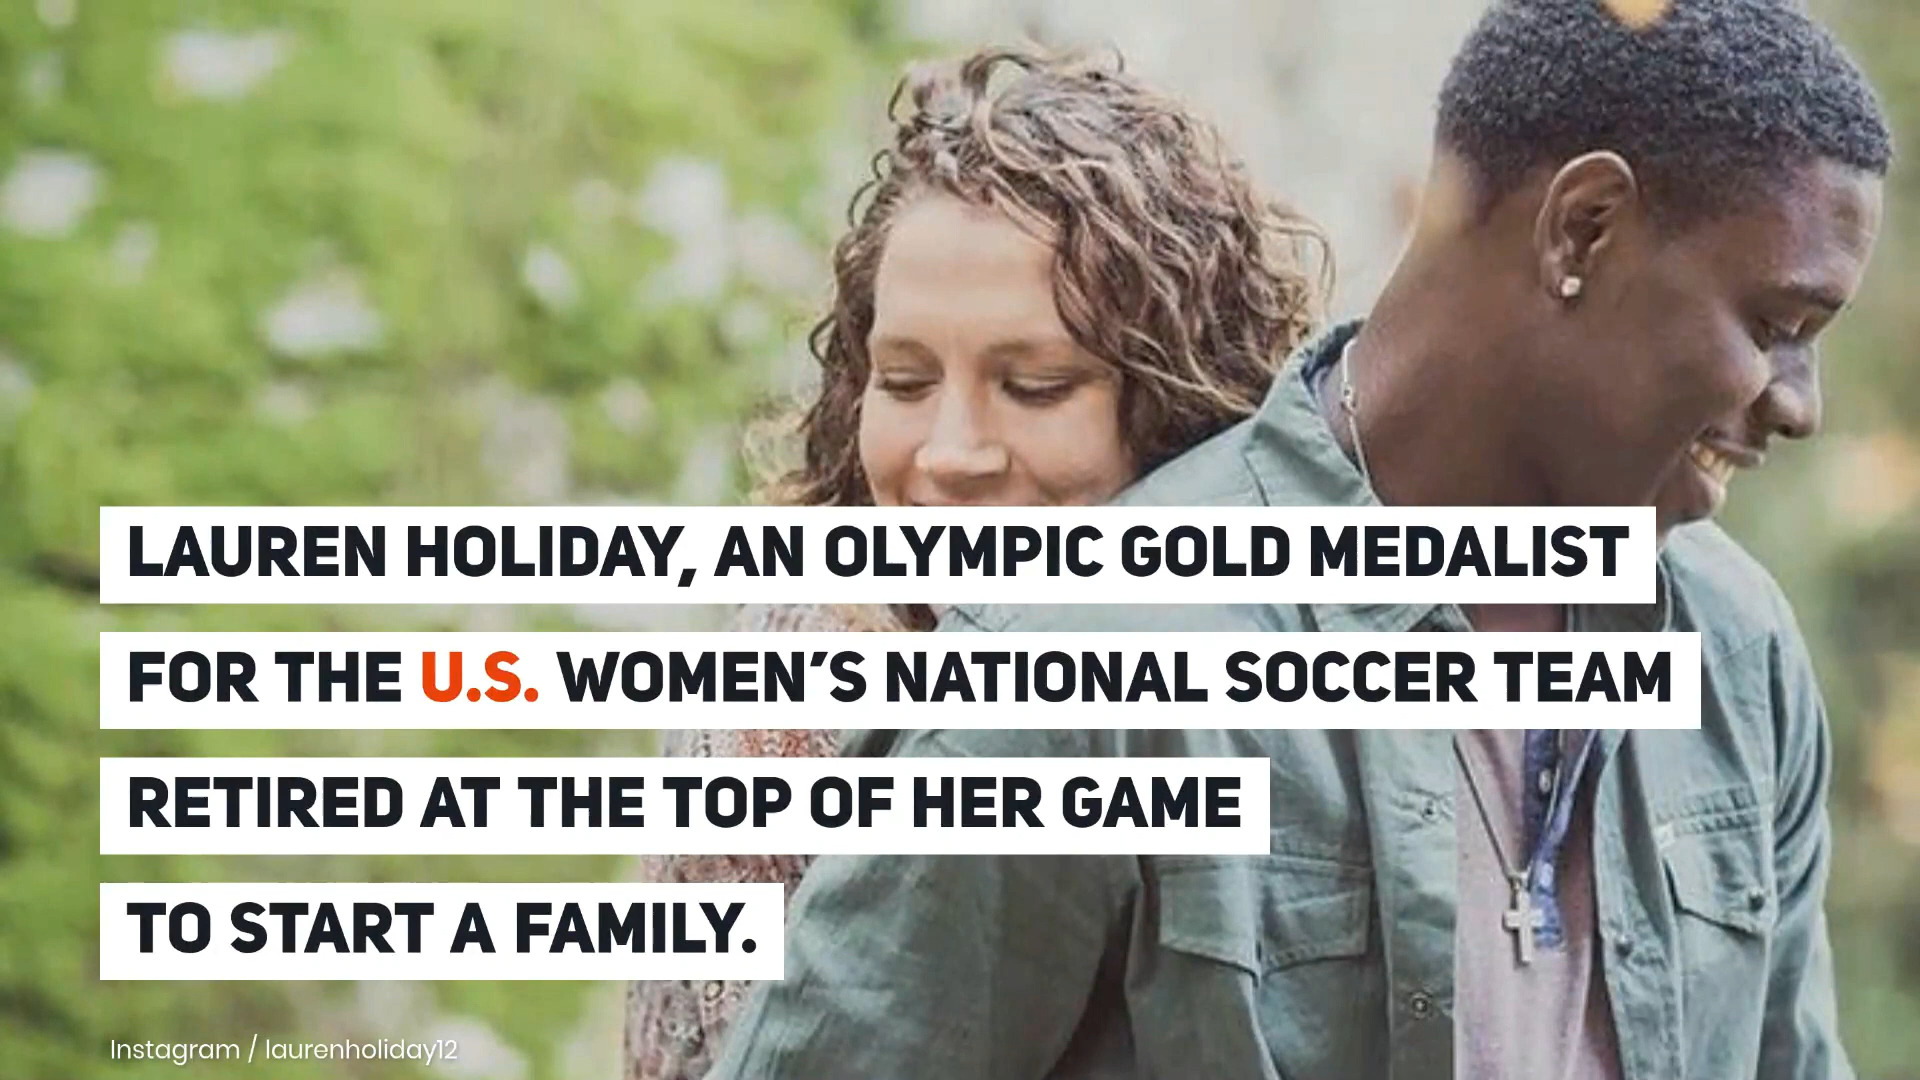 LAUREN HOLIDAY, AN OLYMPIC GOLD MEDALIST
FOR THE U.S. WOMEN'S NATIONAL SOCCER TEAM
RETIRED AT THE TOP OF HER GAME
TO START A FAMILY.
Instagram / laurenholiday12